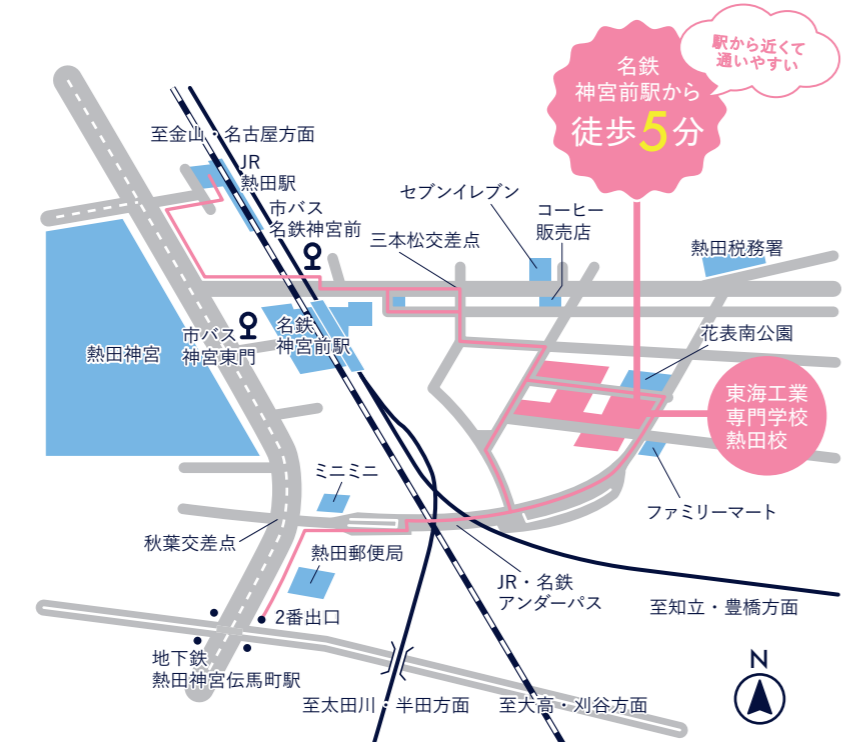 駅から近くて
通いやすい
名鉄
神宮前駅から
徒歩5分
至金山・名古屋方面
JR
熱田駅
市バス
名鉄神宮前
三本松交差点
セブンイレブン
コーヒー
販売店
熱田税務署
花表南公園
熱田神宮
市バス
神宮東門
名鉄
神宮前駅
東海工業
専門学校
熱田校
ミニミニ
ファミリーマート
秋葉交差点
熱田郵便局
JR・名鉄
アンダーパス
至知立・豊橋方面
2番出口
地下鉄
熱田神宮伝馬町駅
至太田川・半田方面
至大高・刈谷方面
N